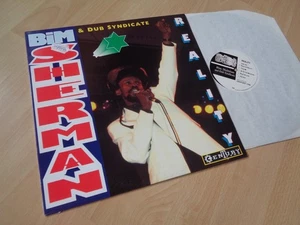 BiM
& DUB SYNDICATE
SHERMAN
REALITY
CENTURY